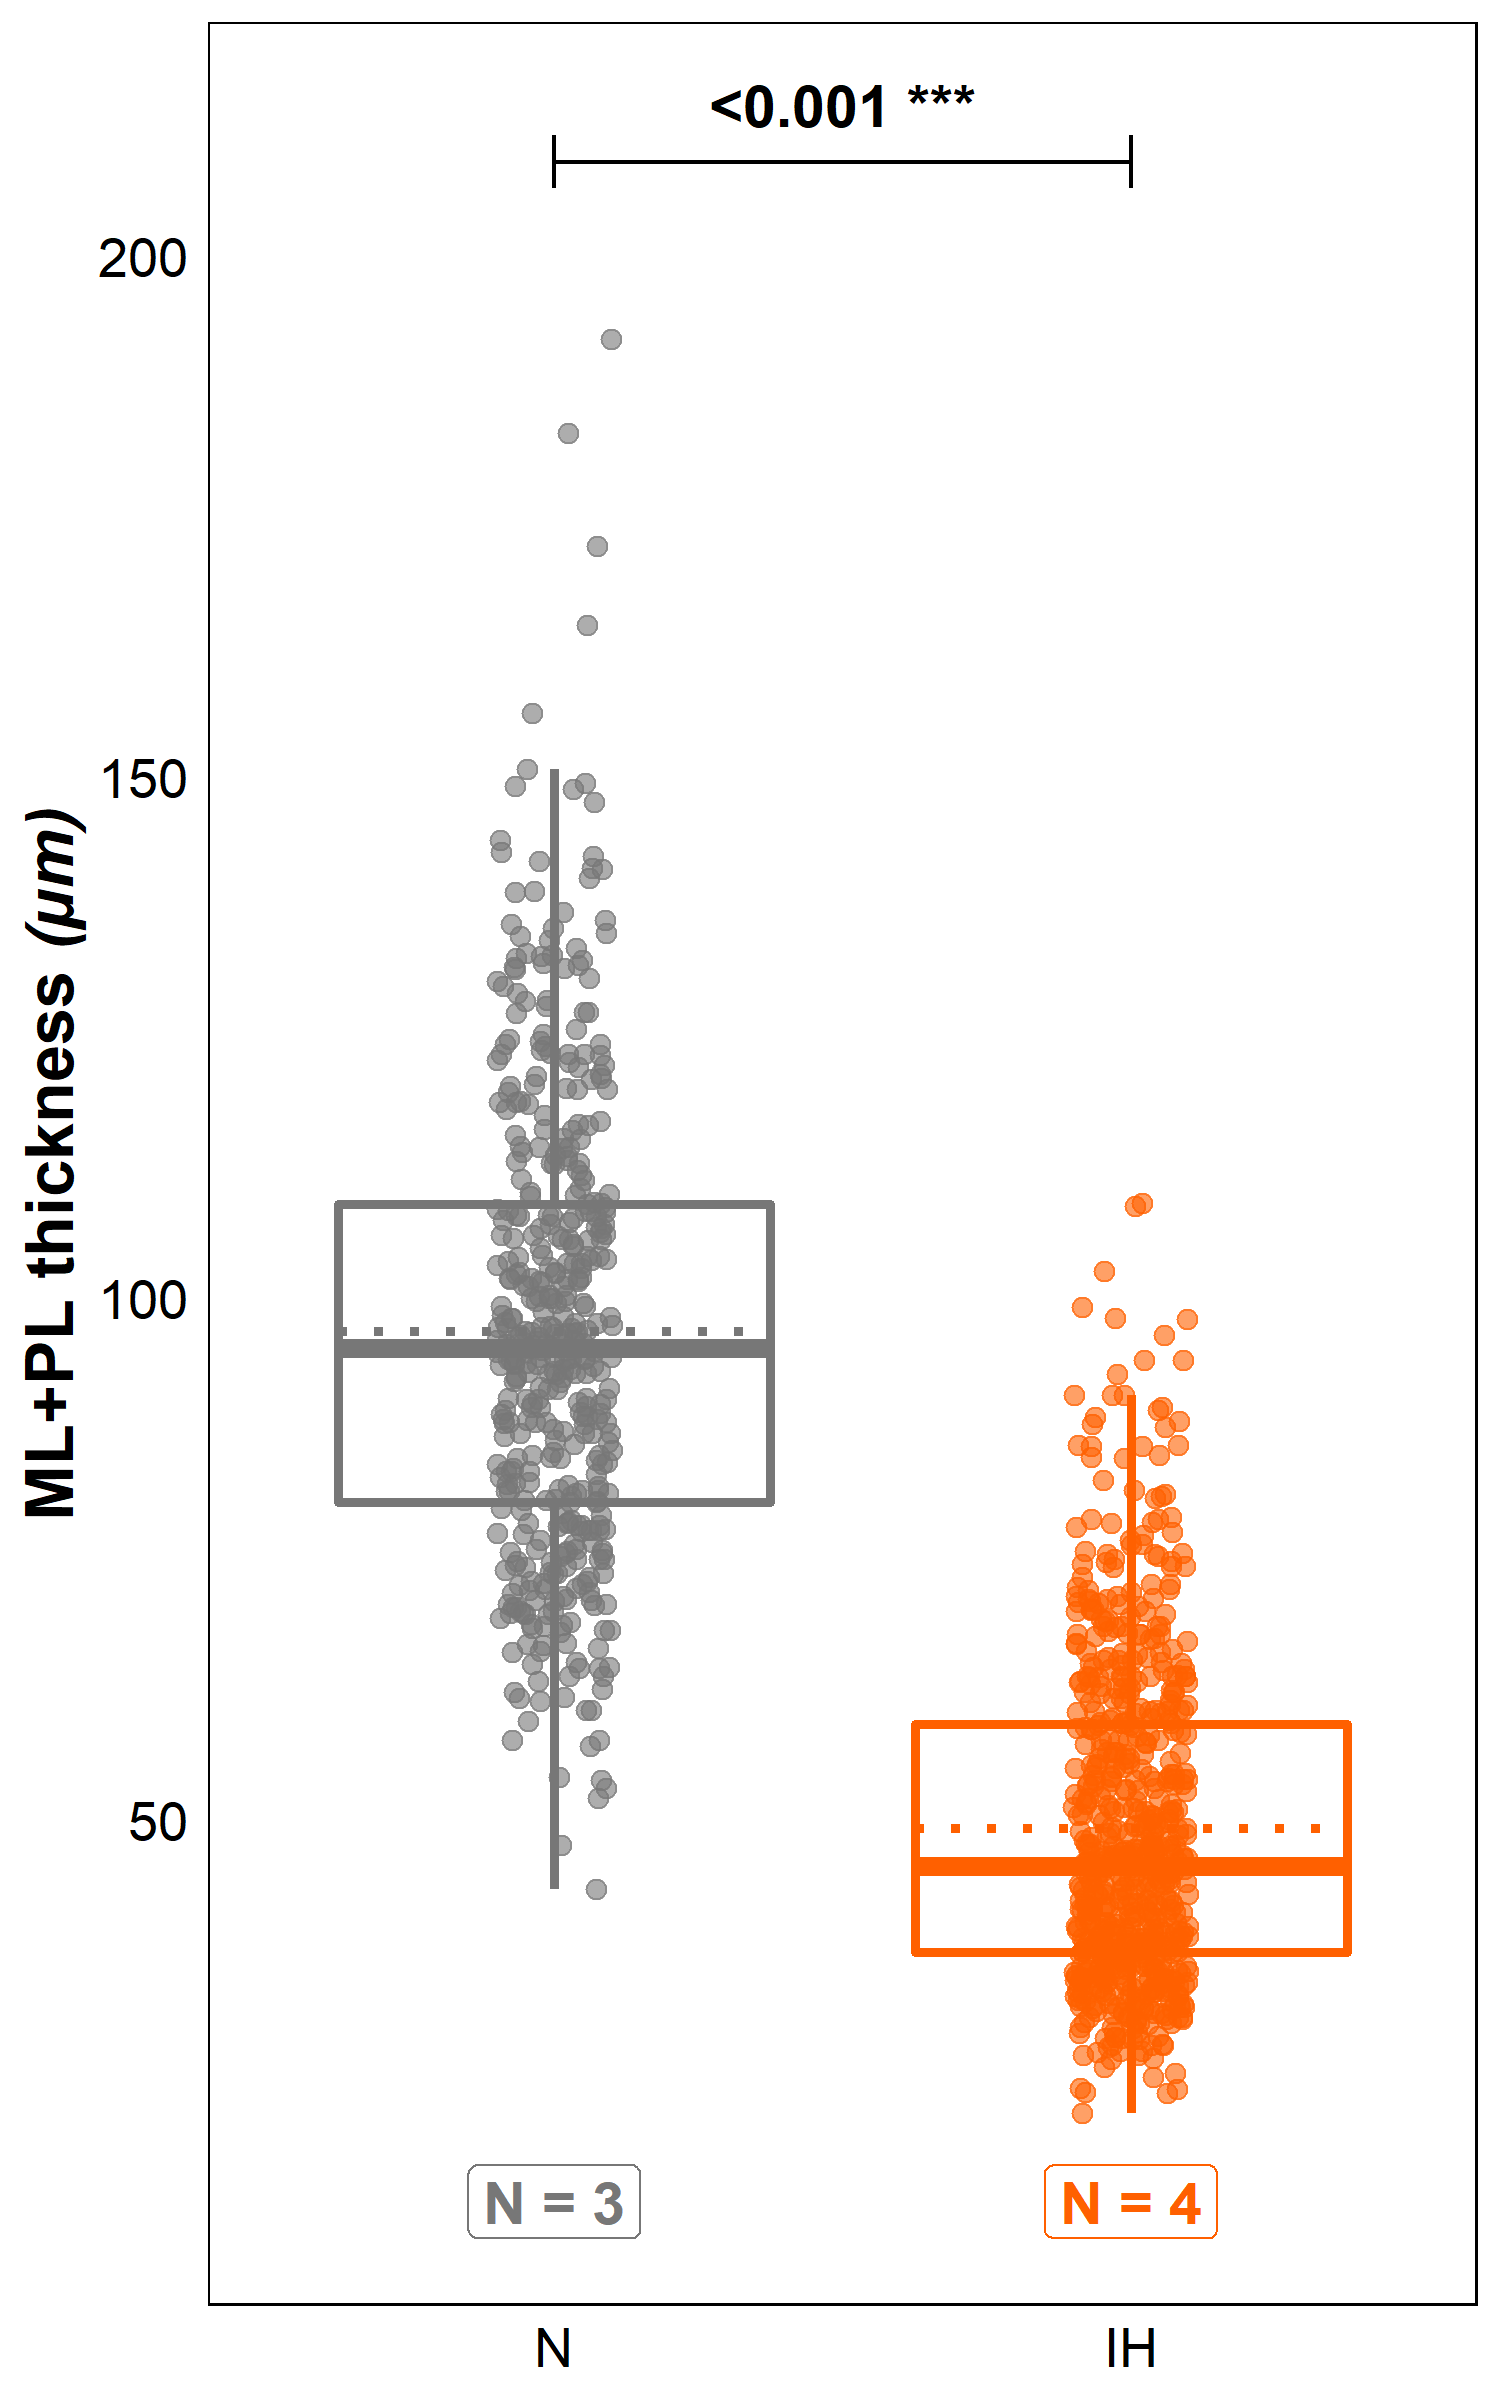 <0.001 ***
200
150
100
50
ML+PL thickness (µm)
N = 3
N = 4
N
IH